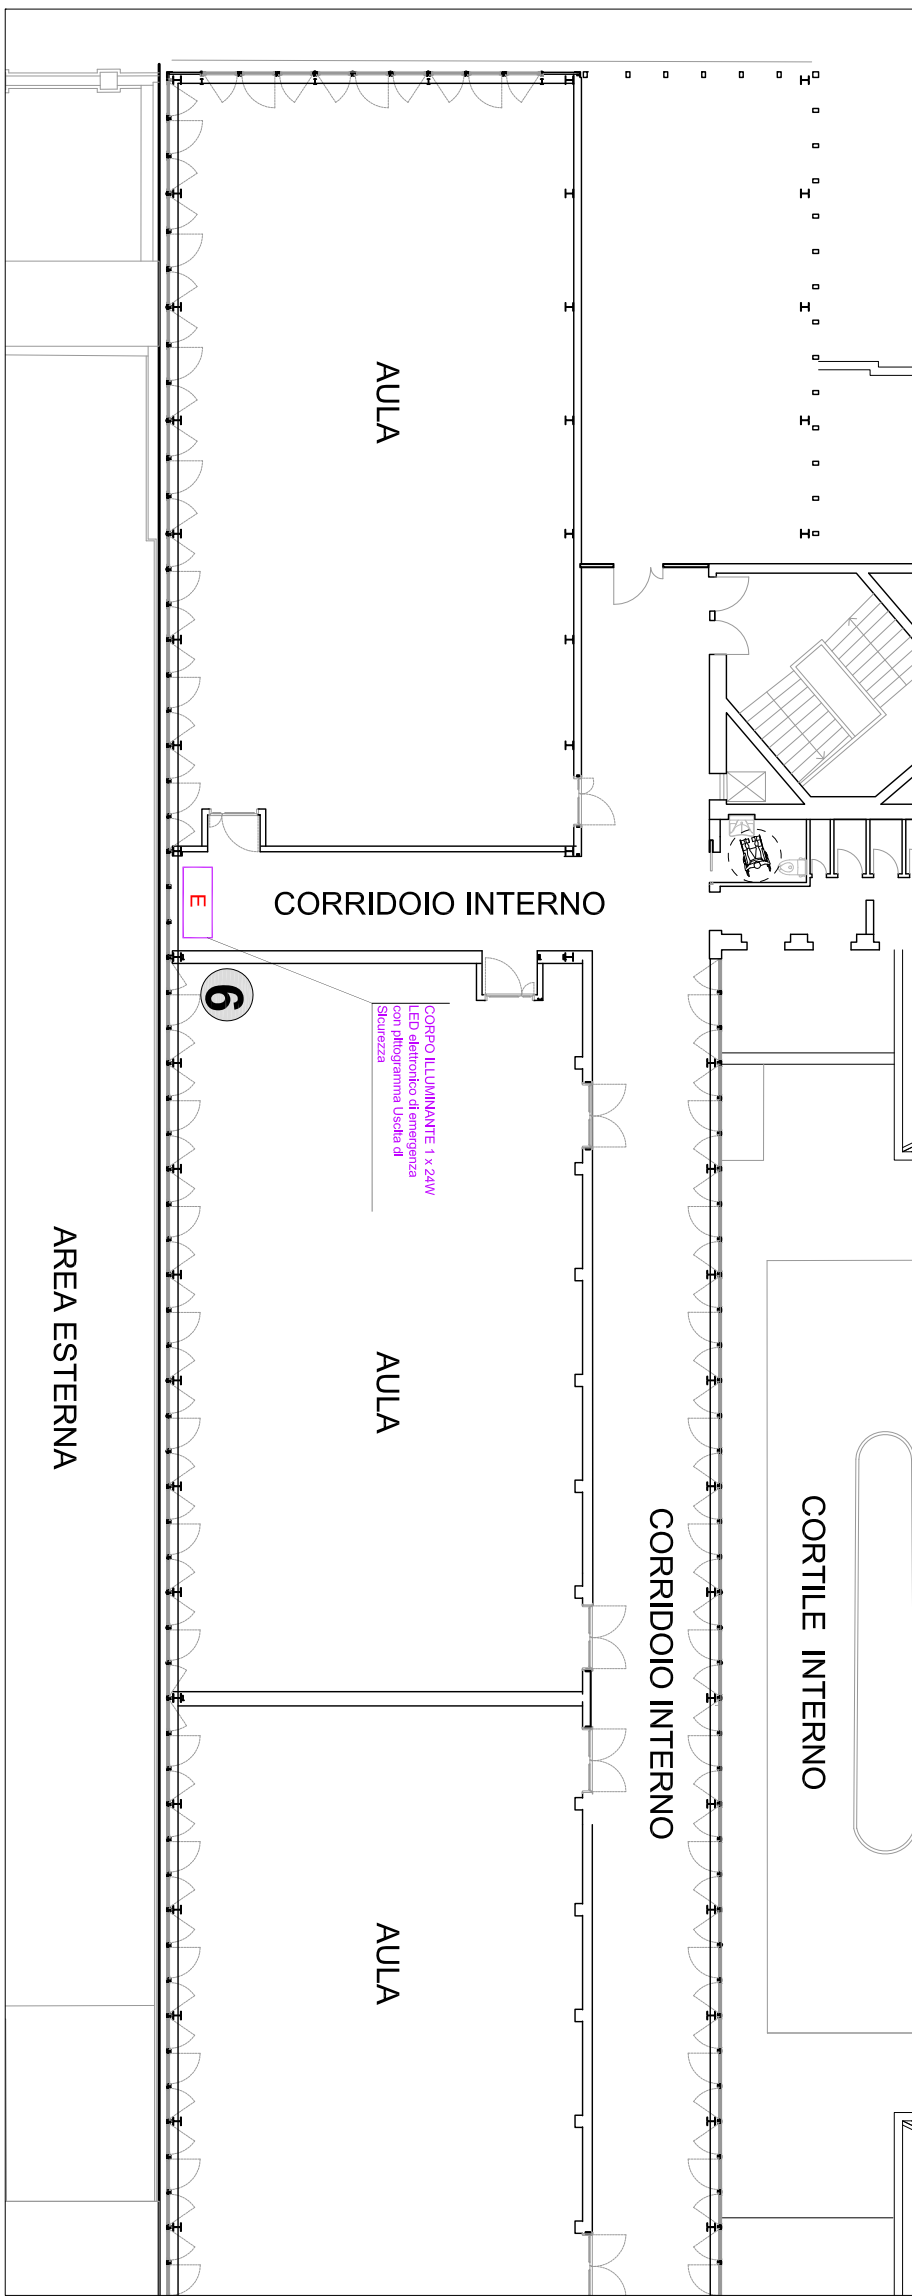 AULA
CORRIDOIO INTERNO
E
6
CORPO ILLUMINANTE 1 x 24W
LED elettronico di emergenza
con pittogramma Uscita di
Sicurezza
AREA ESTERNA
AULA
CORRIDOIO INTERNO
CORTILE INTERNO
AULA